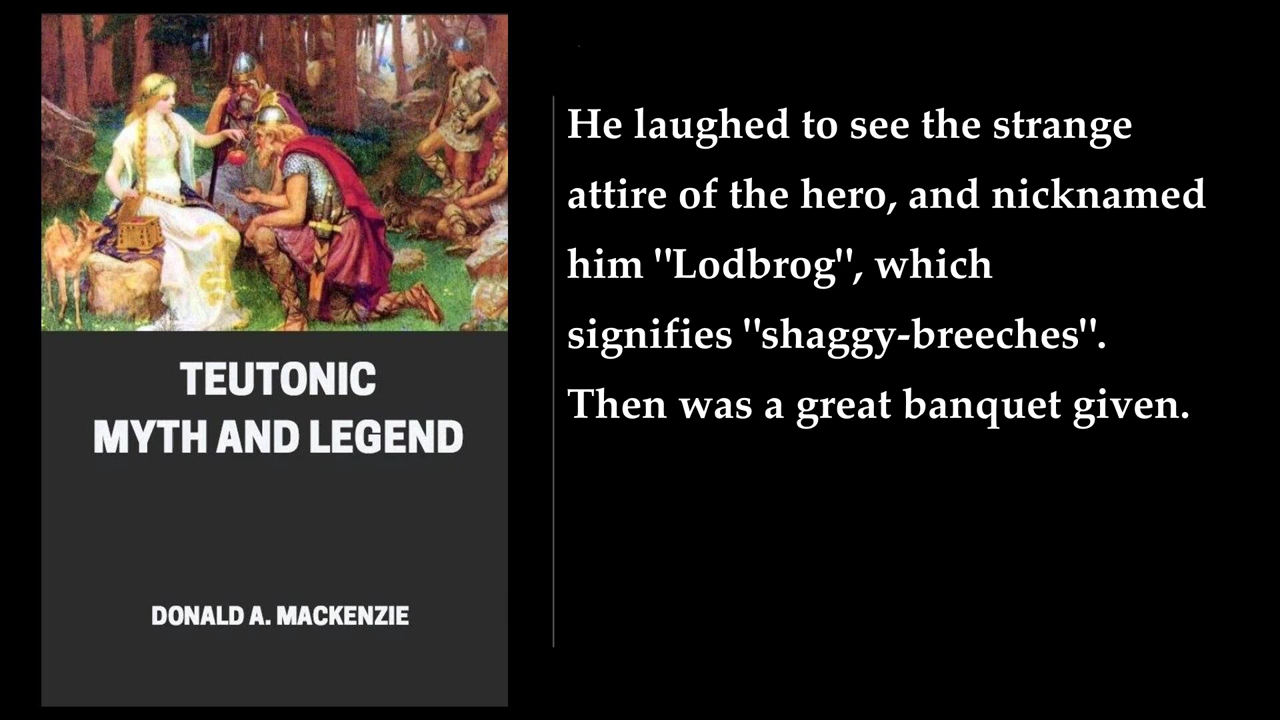 TEUTONIC
MYTH AND LEGEND
DONALD A. MACKENZIE
He laughed to see the strange
attire of the hero, and nicknamed
him "Lodbrog", which
signifies "shaggy-breeches".
Then was a great banquet given.